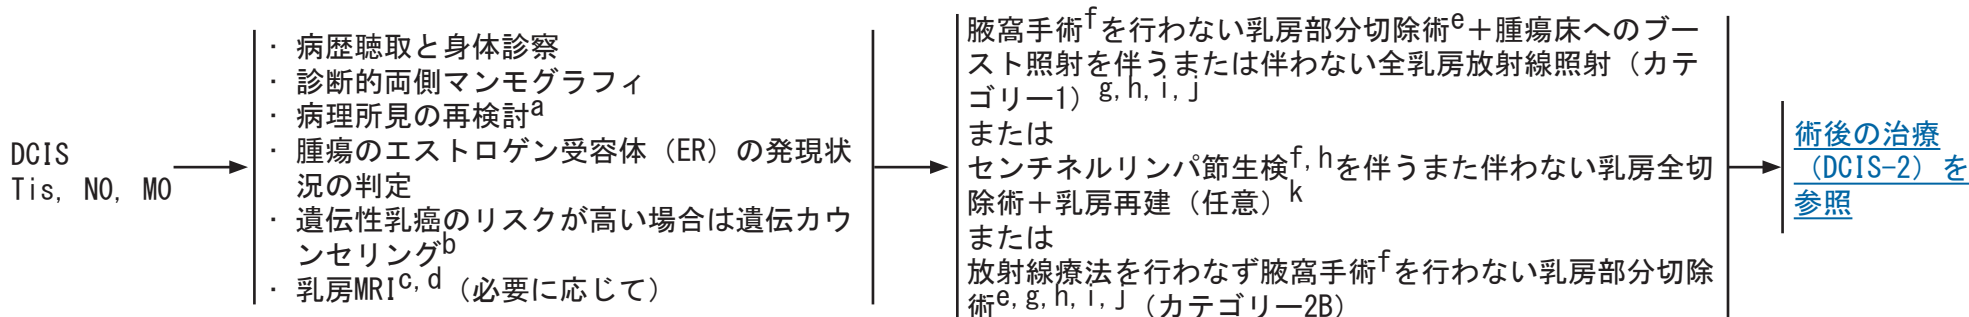 DCIS
Tis, N0, M0
· 病歴聴取と身体診察
· 診断的両側マンモグラフィ
· 病理所見の再検討a
· 腫瘍のエストロゲン受容体（ER）の発現状
況の判定
· 遺伝性乳癌のリスクが高い場合は遺伝カウ
ンセリングb
· 乳房MRIc, d（必要に応じて）
腋窩手術fを行わない乳房部分切除術e＋腫瘍床へのブー
スト照射を伴うまたは伴わない全乳房放射線照射（カテ
ゴリー1）g, h, i, j
または
センチネルリンパ節生検f, hを伴うまた伴わない乳房全切
除術＋乳房再建（任意）k
または
放射線療法を行わなず腋窩手術fを行わない乳房部分切除
術e, g, h, i, j（カテゴリー2B）
術後の治療
（DCIS-2）を
参照